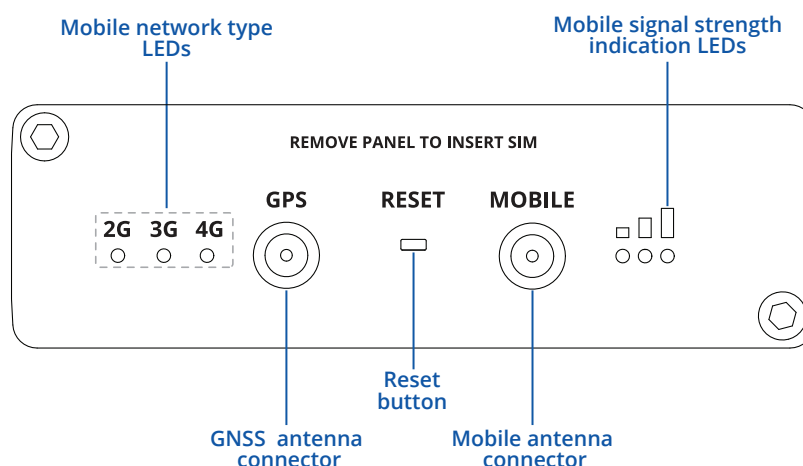 Mobile network type
LEDs
Mobile signal strength
indication LEDs
REMOVE PANEL TO INSERT SIM
GPS
RESET
MOBILE
2G 3G 4G
Reset
button
GNSS antenna
connector
Mobile antenna
connector